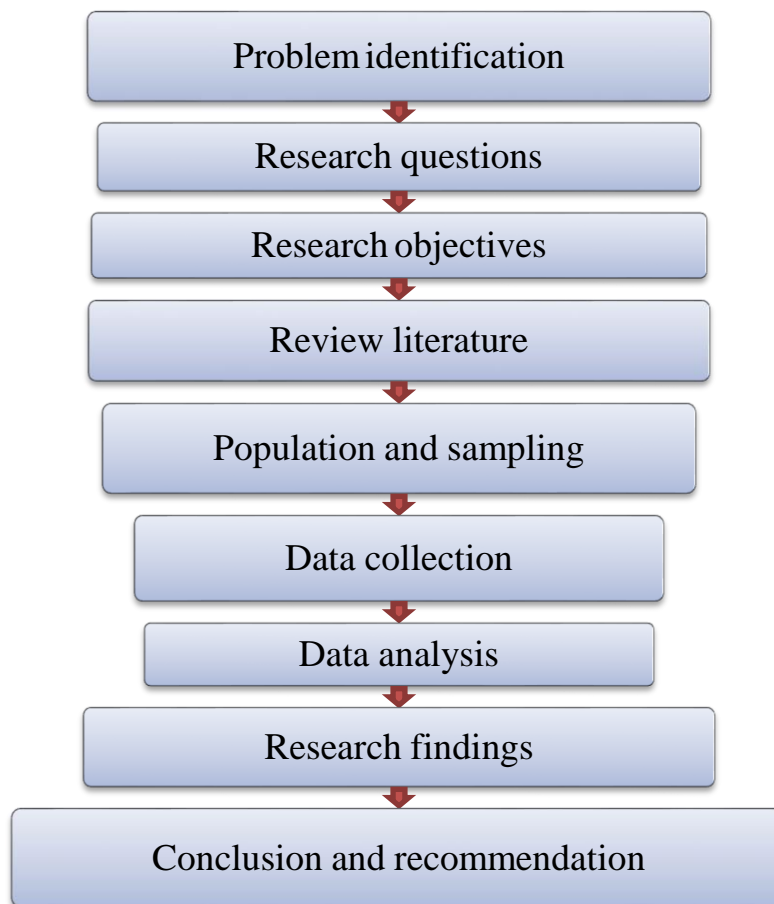 Problem identification
Research questions
Research objectives
Review literature
Population and sampling
Data collection
Data analysis
Research findings
Conclusion and recommendation